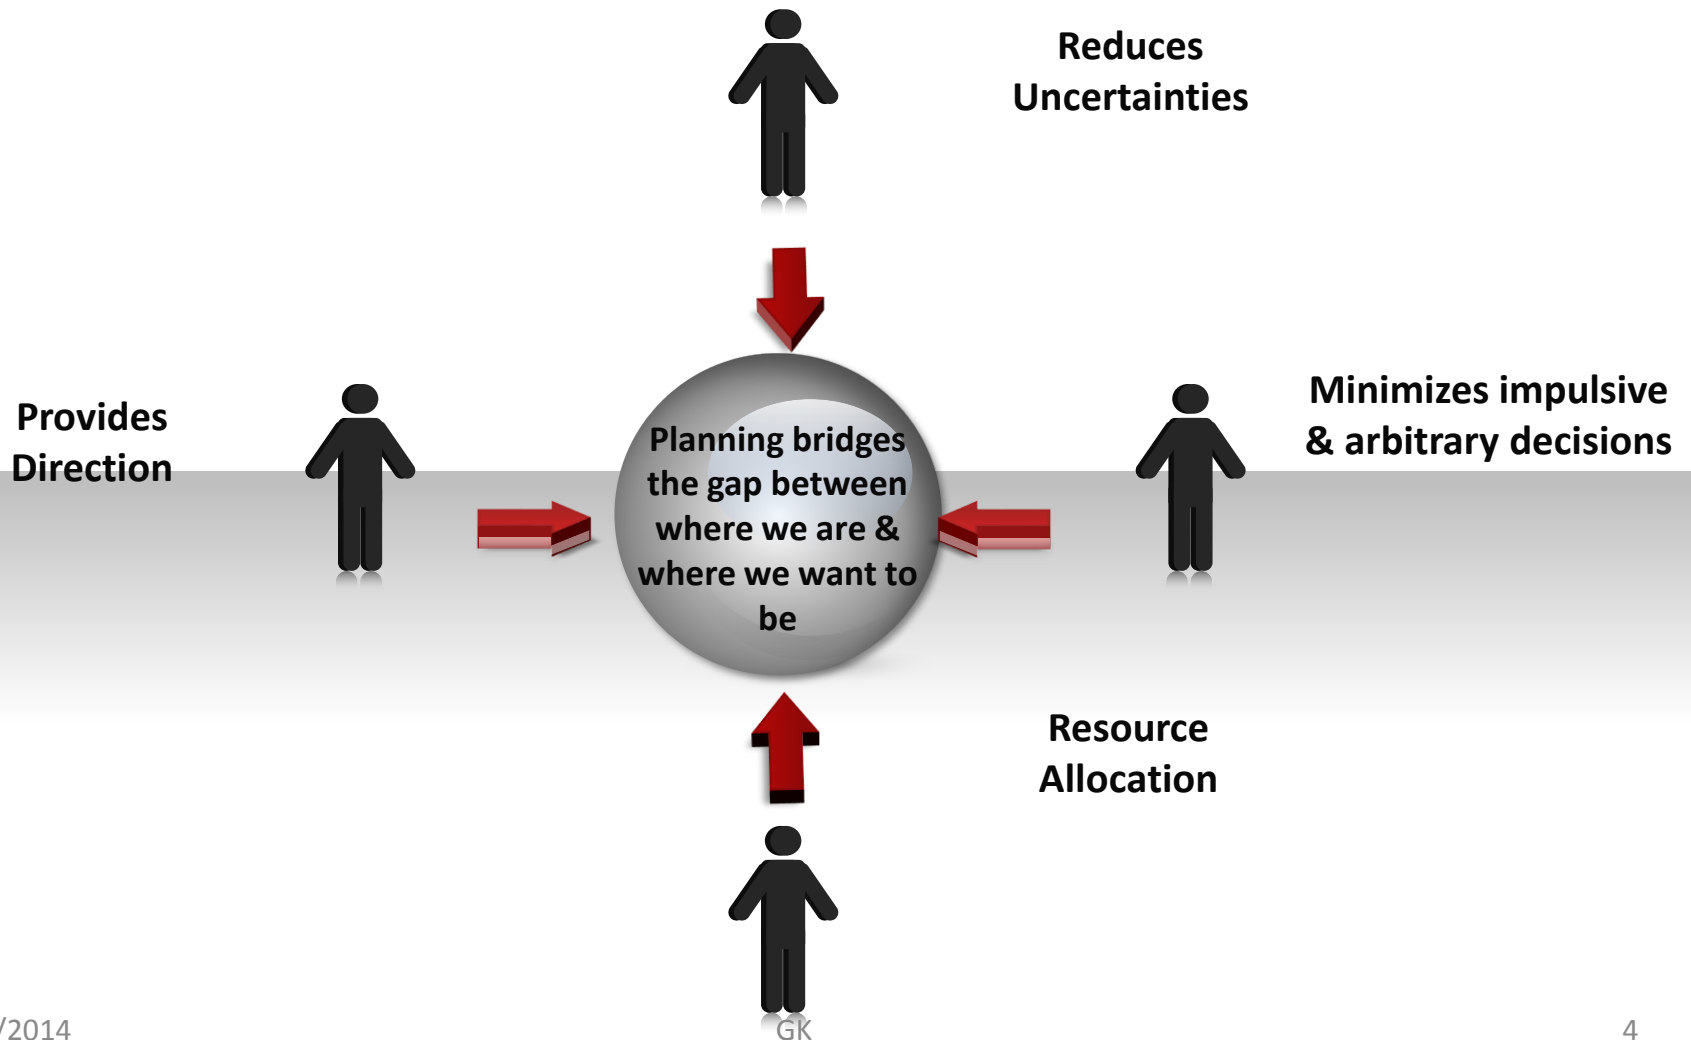 Reduces
Uncertainties
Provides
Direction
Planning bridges
the gap between
where we are &
where we want to
be
Minimizes impulsive
& arbitrary decisions
Resource
Allocation
/2014
GK
4